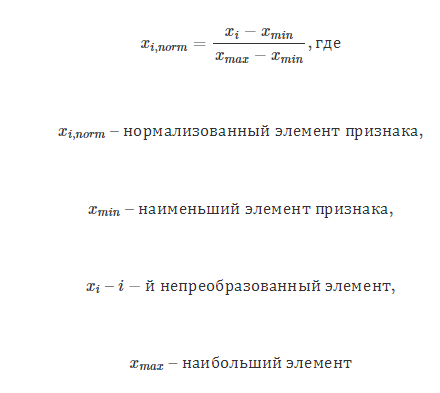 x_{i,norm} = \frac{x_i - x_{min}}{x_{max} - x_{min}}, где
x_{i,norm} – нормализованный элемент признака,
x_{min} – наименьший элемент признака,
x_i – i – й непреобразованный элемент,
x_{max} – наибольший элемент